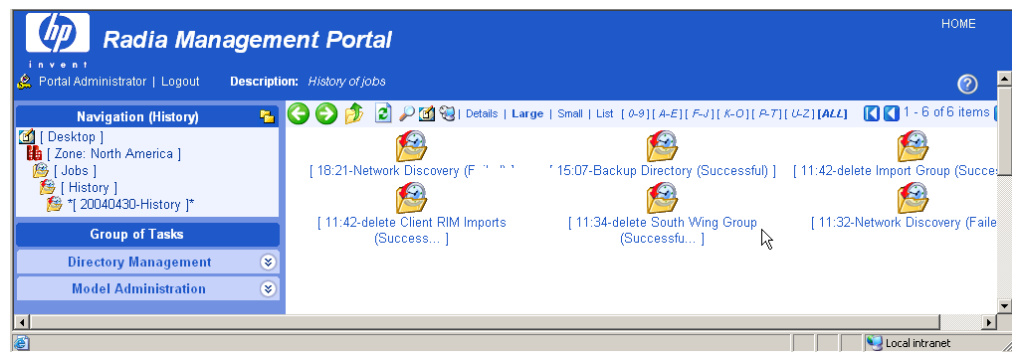 hp
invent
Radia Management Portal
HOME
Portal Administrator | Logout Description: History of jobs
Navigation (History)
[ Desktop ]
[ Zone: North America ]
[ Jobs ]
[ History ]
*[ 20040430-History ]*
Group of Tasks
Directory Management
Model Administration
Details | Large | Small | List [ 0-9 ] [ A-E ] [ F-J ] [ K-O ] [ P-T ] [ U-Z ] [ALL] 1 - 6 of 6 items
[ 18:21-Network Discovery (F
15:07-Backup Directory (Successful) ]
[ 11:42-delete Import Group (Succes
[ 11:42-delete Client RIM Imports
(Success... ]
[ 11:34-delete South Wing Group
(Successfu... ]
[ 11:32-Network Discovery (Faile
Local intranet